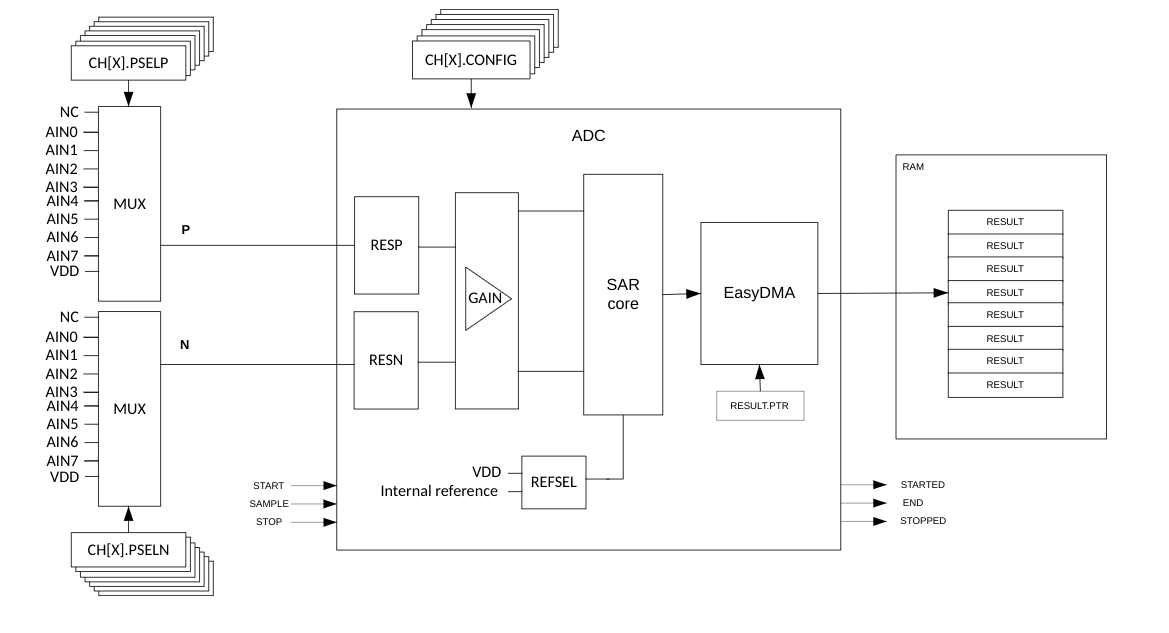 CH[X].PSELP
CH[X].CONFIG
NC
AIN0
AIN1
AIN2
AIN3
AIN4
AIN5
AIN6
AIN7
VDD
MUX
P
ADC
RESP
GAIN
SAR
core
EasyDMA
RAM
RESULT
RESULT
RESULT
RESULT
RESULT
RESULT
RESULT
RESULT
NC
AIN0
AIN1
AIN2
AIN3
AIN4
AIN5
AIN6
AIN7
VDD
MUX
N
RESN
RESULT.PTR
VDD
Internal reference
REFSEL
START
SAMPLE
STOP
STARTED
END
STOPPED
CH[X].PSELN